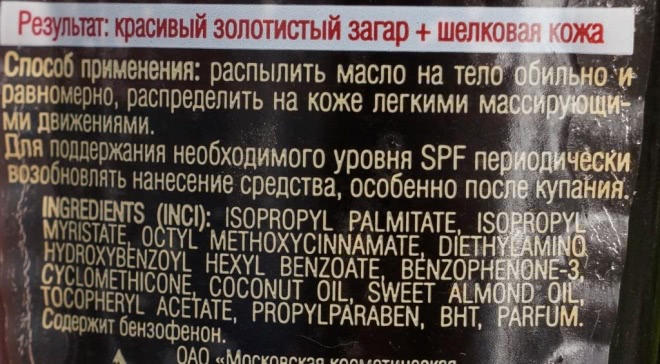 Результат: красивый золотистый загар + шелковая кожа
Способ применения: распылить масло на тело обильно и
равномерно, распределить на коже легкими массирующи-
ми движениями.
Для поддержания необходимого уровня SPF периодически
возобновлять нанесение средства, особенно после купания.
INGREDIENTS (INCI): ISOPROPYL PALMITATE, ISOPROPYL
MYRISTATE, OCTYL METHOXYCINNAMATE, DIETHYLAMINO
HYDROXYBENZOYL HEXYL BENZOATE, BENZOPHENONE-3,
CYCLOMETHICONE, COCONUT OIL, SWEET ALMOND OIL,
TOCOPHERYL ACETATE, PROPYLPARABEN, BHT, PARFUM.
Содержит бензофенон.
ОАО «Московская косметическая